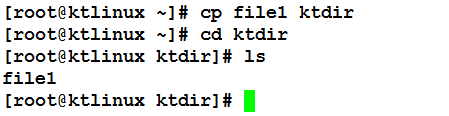 [root@ktlinux ~]# cp file1 ktdir
[root@ktlinux ~]# cd ktdir
[root@ktlinux ktdir]# ls
file1
[root@ktlinux ktdir]#